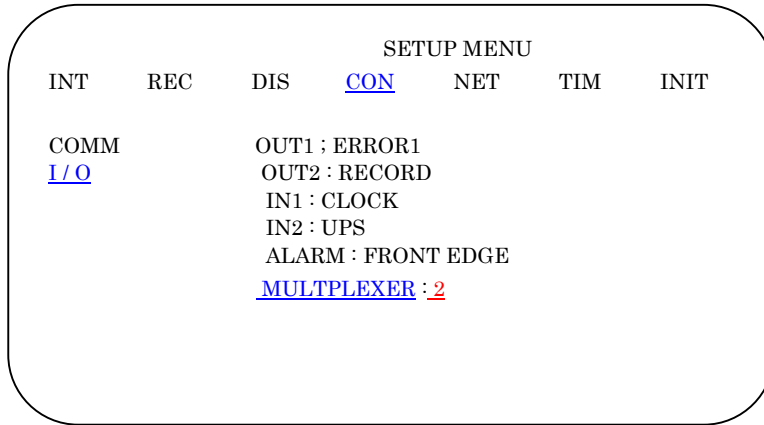 SETUP MENU
INT REC DIS CON NET TIM INIT
COMM OUT1 ; ERROR1
I / O OUT2 : RECORD
IN1 : CLOCK
IN2 : UPS
ALARM : FRONT EDGE
MULTPLEXER : 2